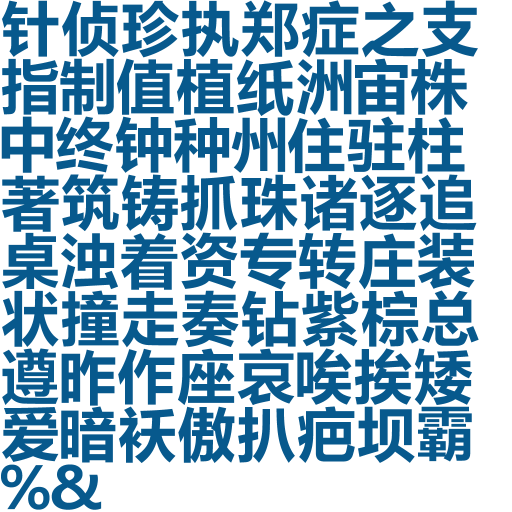 针侦珍执郑症之支
指制值植纸洲宙株
中终钟种州住驻柱
著筑铸抓珠诸逐追
桌浊着资专转庄装
状撞走奏钻紫棕总
遵昨作座哀唉挨矮
爱暗袄傲扒疤坝霸
%&